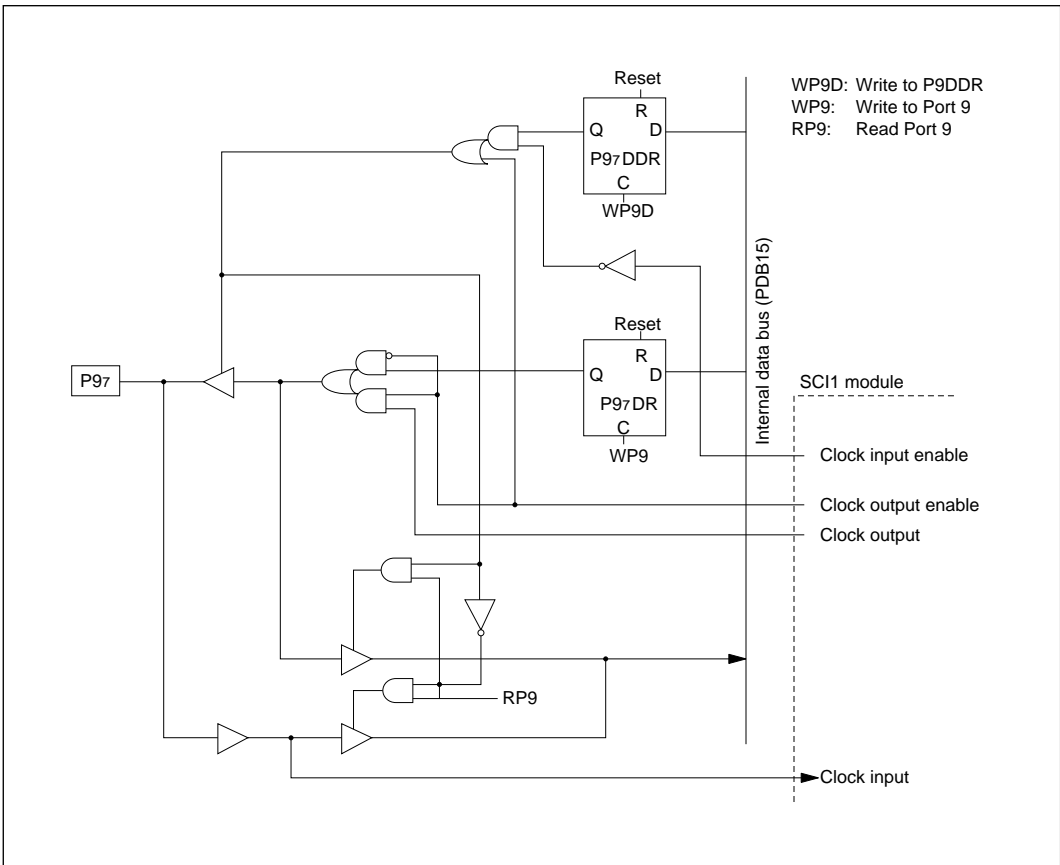 Reset
WP9D: Write to P9DDR
WP9: Write to Port 9
RP9: Read Port 9
R
Q D
P97DDR
C
WP9D
Internal data bus (PDB15)
Reset
R
Q D
P97DR
C
WP9
P97
SCI1 module
Clock input enable
Clock output enable
Clock output
RP9
Clock input